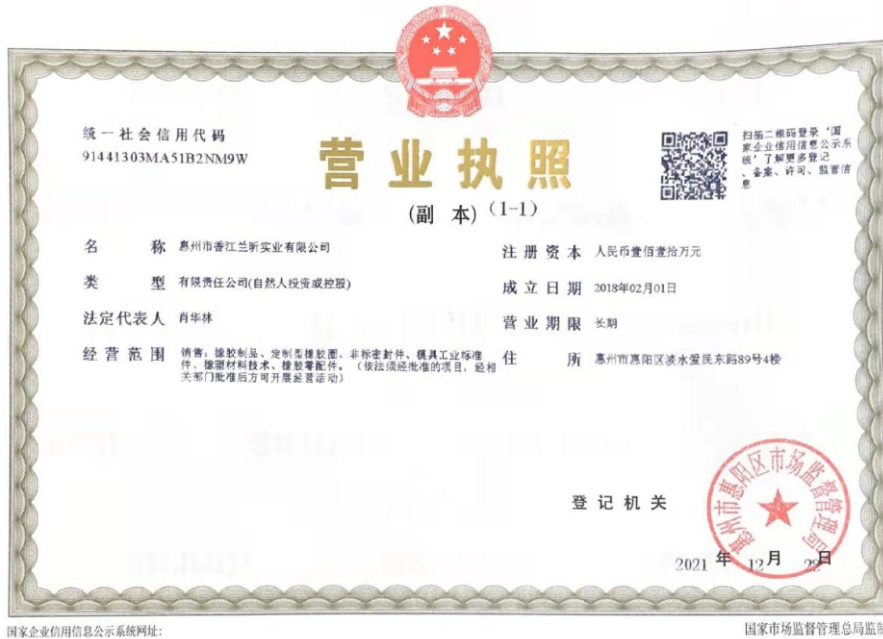 统一社会信用代码
91441303MA51B2NM9W
营业执照
(副 本)(1-1)
扫描二维码登录‘国
家企业信用信息公示系
统’了解更多登记
、备案、许可、监管信
息
名 称 惠州市香江兰昕实业有限公司
类 型 有限责任公司(自然人投资或控股)
法定代表人 肖华林
经营范围 销售：橡胶制品、定制型橡胶圈、非标密封件、模具工业标准
件、橡塑材料技术、橡胶零配件。（依法须经批准的项目，经相
关部门批准后方可开展经营活动）
注册资本 人民币壹佰壹拾万元
成立日期 2018年02月01日
营业期限 长期
住 所 惠州市惠阳区淡水爱民东路89号4楼
登记机关
惠州市惠阳区市场监督管理局
2021 年 12月 22日
国家企业信用信息公示系统网址:
国家市场监督管理总局监制